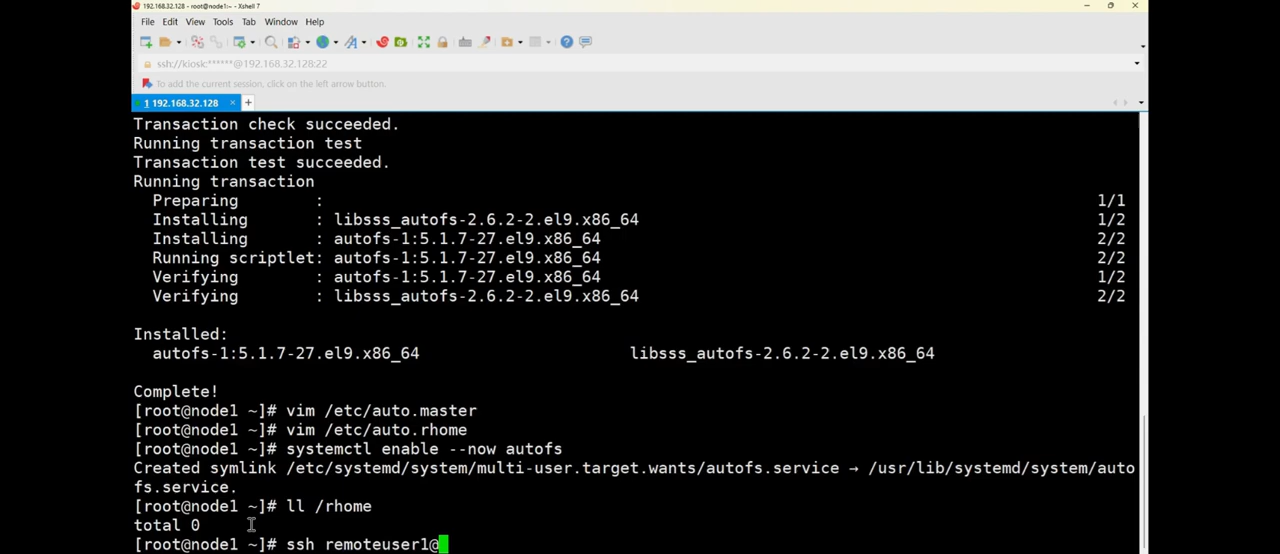 192.168.32.128 - root@node1:~ - Xshell 7
File Edit View Tools Tab Window Help
ssh://kiosk:******@192.168.32.128:22
To add the current session, click on the left arrow button.
1 192.168.32.128 × +
Transaction check succeeded.
Running transaction test
Transaction test succeeded.
Running transaction
Preparing : 1/1
Installing : libsss_autofs-2.6.2-2.el9.x86_64 1/2
Installing : autofs-1:5.1.7-27.el9.x86_64 2/2
Running scriptlet: autofs-1:5.1.7-27.el9.x86_64 2/2
Verifying : autofs-1:5.1.7-27.el9.x86_64 1/2
Verifying : libsss_autofs-2.6.2-2.el9.x86_64 2/2
Installed:
autofs-1:5.1.7-27.el9.x86_64 libsss_autofs-2.6.2-2.el9.x86_64
Complete!
[root@node1 ~]# vim /etc/auto.master
[root@node1 ~]# vim /etc/auto.rhome
[root@node1 ~]# systemctl enable --now autofs
Created symlink /etc/systemd/system/multi-user.target.wants/autofs.service → /usr/lib/systemd/system/auto
fs.service.
[root@node1 ~]# ll /rhome
total 0
[root@node1 ~]# ssh remoteuser1@